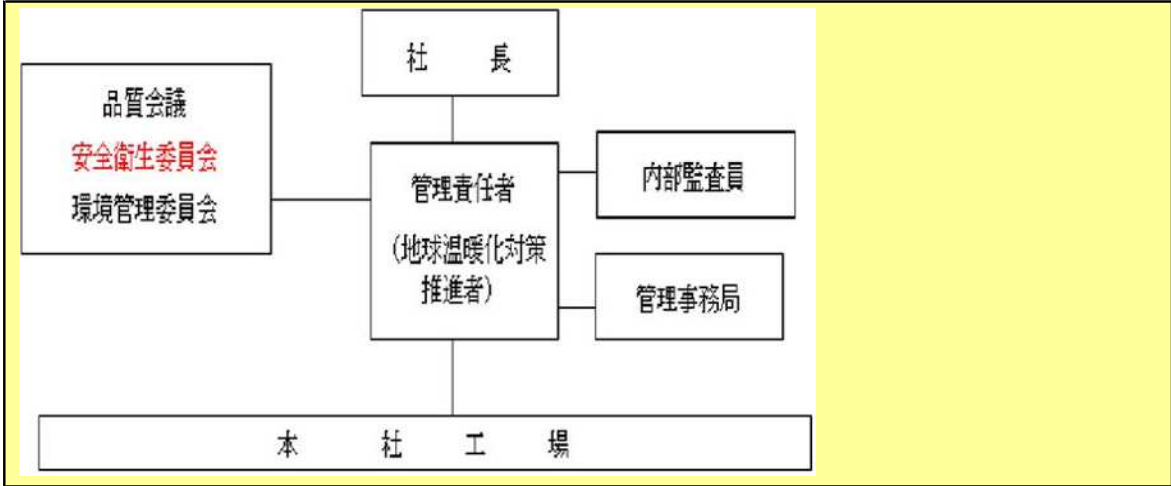 社　長
品質会議
安全衛生委員会
環境管理委員会
管理責任者
(地球温暖化対策
推進者)
内部監査員
管理事務局
本　社　工　場